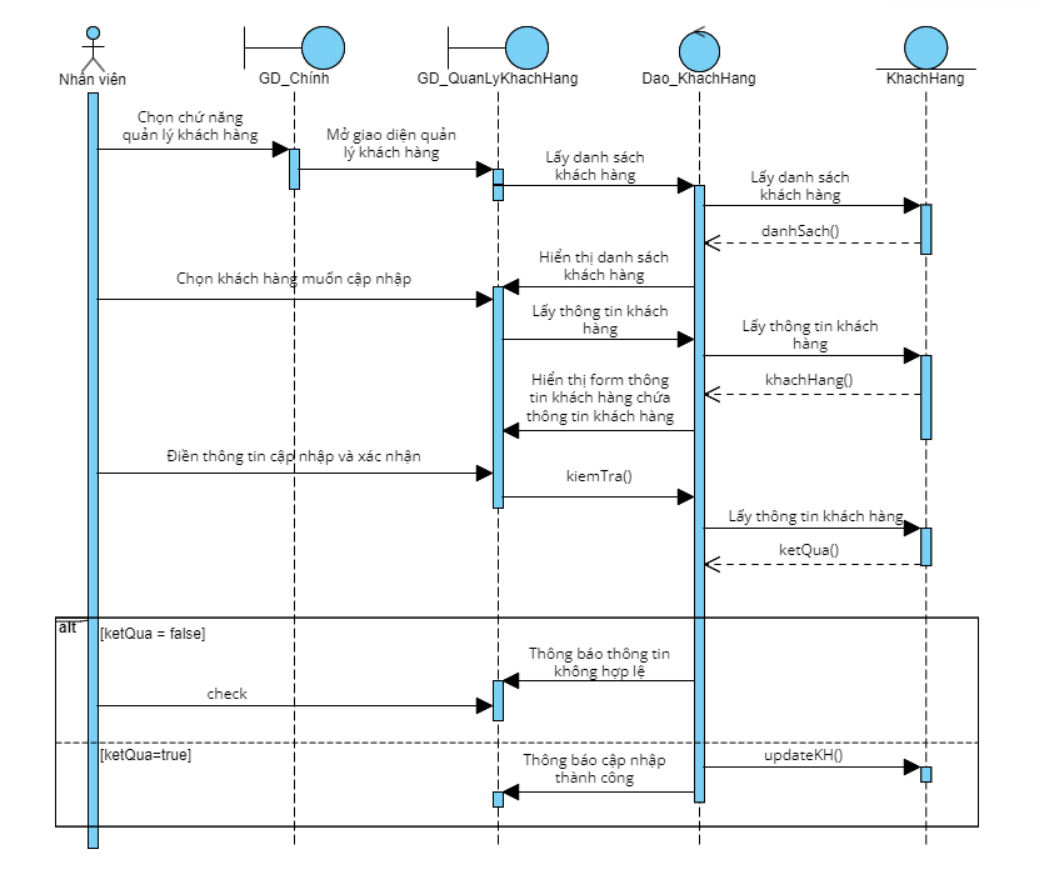 Nhân viên
GD_Chính
GD_QuanLyKhachHang
Dao_KhachHang
KhachHang
Chọn chứ năng
quản lý khách hàng
Mở giao diện quản
lý khách hàng
Lấy danh sách
khách hàng
Lấy danh sách
khách hàng
danhSach()
Hiển thị danh sách
khách hàng
Chọn khách hàng muốn cập nhập
Lấy thông tin khách
hàng
Lấy thông tin khách
hàng
khachHang()
Hiển thị form thông
tin khách hàng chứa
thông tin khách hàng
Điền thông tin cập nhập và xác nhận
kiemTra()
Lấy thông tin khách hàng
ketQua()
alt
[ketQua = false]
Thông báo thông tin
không hợp lệ
check
[ketQua=true]
Thông báo cập nhập
thành công
updateKH()